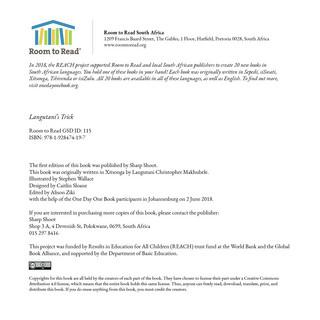 Room to Read®
Room to Read South Africa
1209 Francis Baard Street, The Gables, 1 Floor, Hatfield, Pretoria 0028, South Africa
www.roomtoread.org
In 2018, the REACH project supported Room to Read and local South African publishers to create 20 new books in
South African languages. You hold one of these books in your hand! Each book was originally written in Sepedi, isiSwati,
Xitsonga, Tshivenda or isiZulu. All 20 books are available in all of these languages, as well as English. To find out more,
visit onedayonebook.org.
Langutani's Trick
Room to Read GSD ID: 115
ISBN: 978-1-928474-19-7
The first edition of this book was published by Sharp Shoot.
This book was originally written in Xitsonga by Langutani Christopher Makhubele.
Illustrated by Stephen Wallace
Designed by Caitlin Sloane
Edited by Alison Ziki
with the help of the One Day One Book participants in Johannesburg on 2 June 2018.
If you are interested in purchasing more copies of this book, please contact the publisher:
Sharp Shoot
Shop 3 A, 4 Devenish St, Polokwane, 0699, South Africa
015 297 8416
This project was funded by Results in Education for All Children (REACH) trust fund at the World Bank and the Global
Book Alliance, and supported by the Department of Basic Education.
Copyrights for this book are all held by the creators of each part of the book. They have chosen to license their part under a Creative Commons
Attribution 4.0 license, which means that the entire book holds the same license. Thus, anyone can freely read, download, translate, print, and
distribute this book. If you do reuse anything from this book, you must credit the creators.